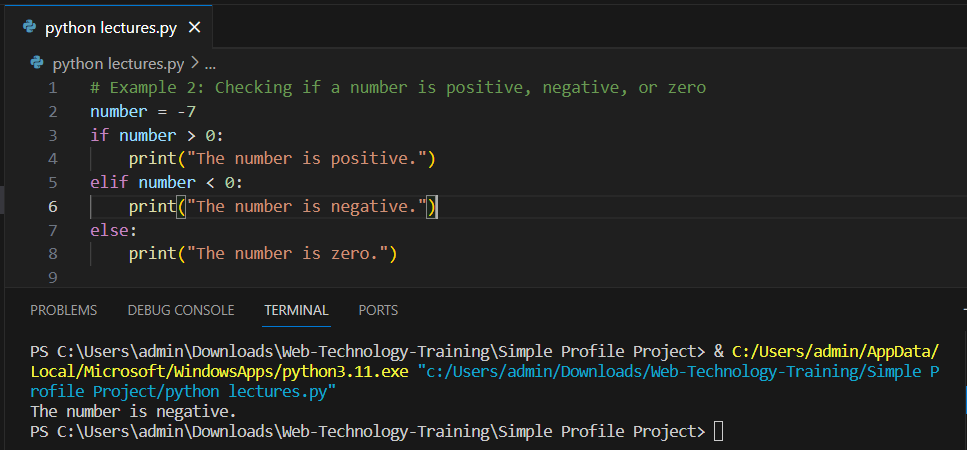 python lectures.py ×
python lectures.py > ...
1 # Example 2: Checking if a number is positive, negative, or zero
2 number = -7
3 if number > 0:
4     print("The number is positive.")
5 elif number < 0:
6     print("The number is negative.")
7 else:
8     print("The number is zero.")
9
PROBLEMS DEBUG CONSOLE TERMINAL PORTS
PS C:\Users\admin\Downloads\Web-Technology-Training\Simple Profile Project> & C:/Users/admin/AppData/
Local/Microsoft/WindowsApps/python3.11.exe "c:/Users/admin/Downloads/Web-Technology-Training/Simple P
rofile Project/python lectures.py"
The number is negative.
PS C:\Users\admin\Downloads\Web-Technology-Training\Simple Profile Project>